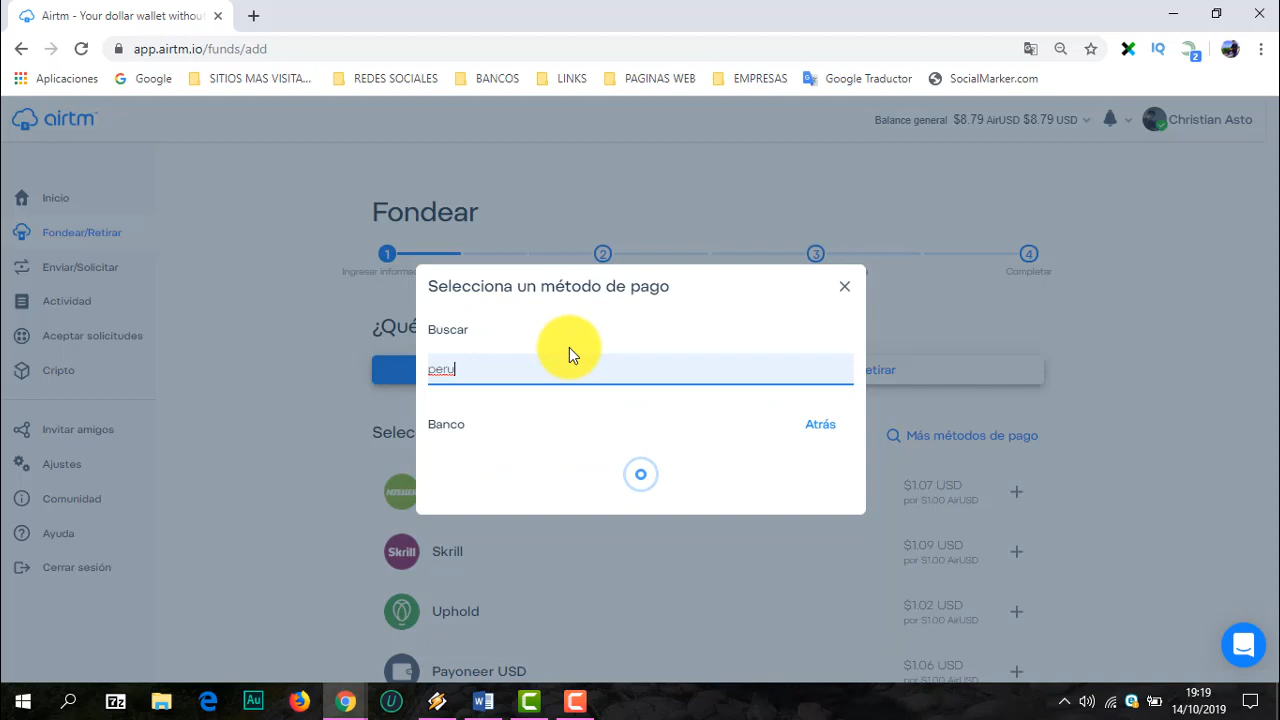 Airtm - Your dollar wallet without
app.airtm.io/funds/add
Aplicaciones
Google
SITIOS MAS VISITA...
REDES SOCIALES
BANCOS
LINKS
PAGINAS WEB
EMPRESAS
Google Traductor
SocialMarker.com
IQ
2
airtm
Balance general $8.79 AirUSD $8.79 USD
Christian Asto
Inicio
Fondear/Retirar
Enviar/Solicitar
Actividad
Aceptar solicitudes
Cripto
Invitar amigos
Ajustes
Comunidad
Ayuda
Cerrar sesión
Fondear
1
2
3
4
Completar
Selecciona un método de pago
Buscar
peru
Banco
Atrás
Más métodos de pago
$1.07 USD
por $1.00 AirUSD
Skrill
Skrill
$1.09 USD
por $1.00 AirUSD
Uphold
$1.02 USD
por $1.00 AirUSD
Payoneer USD
$1.06 USD
por $1.00 AirUSD
Au
19:19
14/10/2019